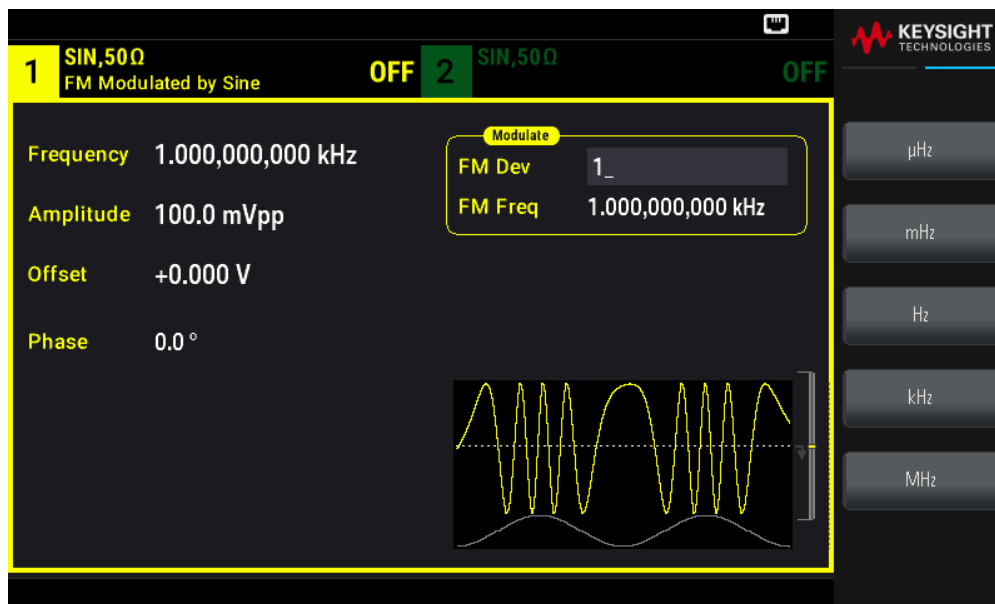 KEYSIGHT
TECHNOLOGIES
1
SIN,50Ω
FM Modulated by Sine
OFF
2
SIN,50Ω
OFF
Frequency 1.000,000,000 kHz
Amplitude 100.0 mVpp
Offset +0.000 V
Phase 0.0 °
Modulate
FM Dev 1_
FM Freq 1.000,000,000 kHz
µHz
mHz
Hz
kHz
MHz